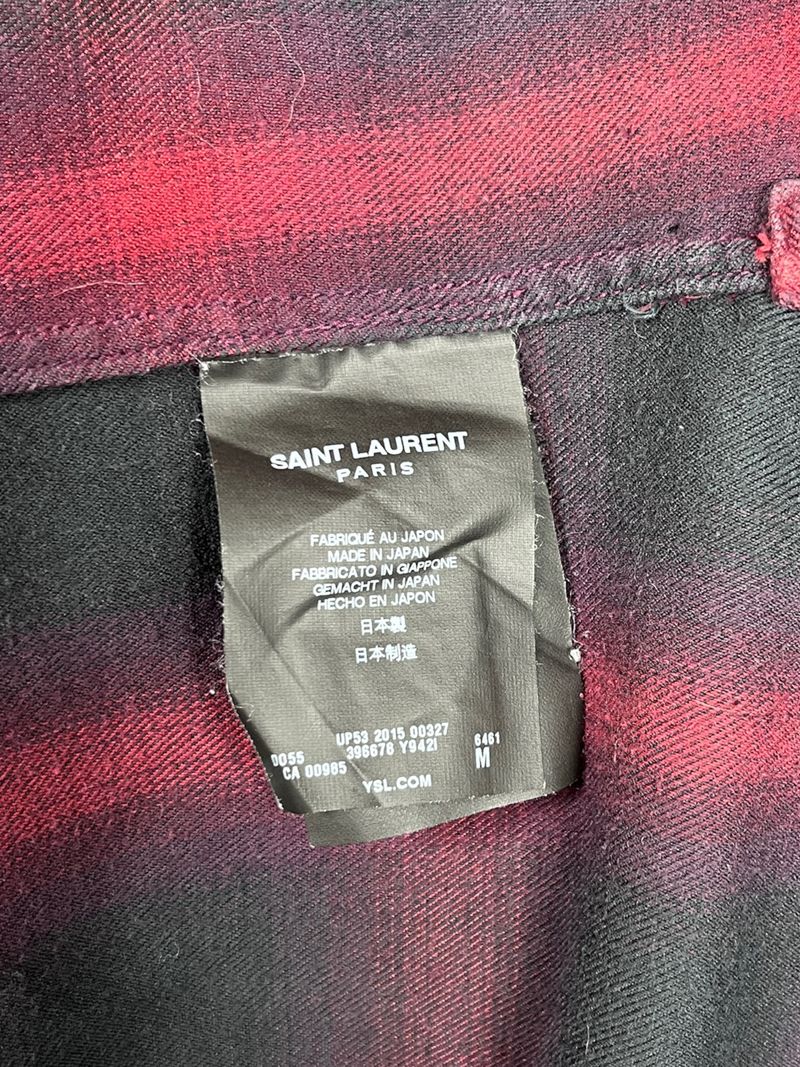 SAINT LAURENT
PARIS
FABRIQUÉ AU JAPON
MADE IN JAPAN
FABBRICATO IN GIAPPONE
GEMACHT IN JAPAN
HECHO EN JAPON
日本製
日本制造
UP53 2015 00327
0055 396678 Y942I 6461
CA 00985 M
YSL.COM